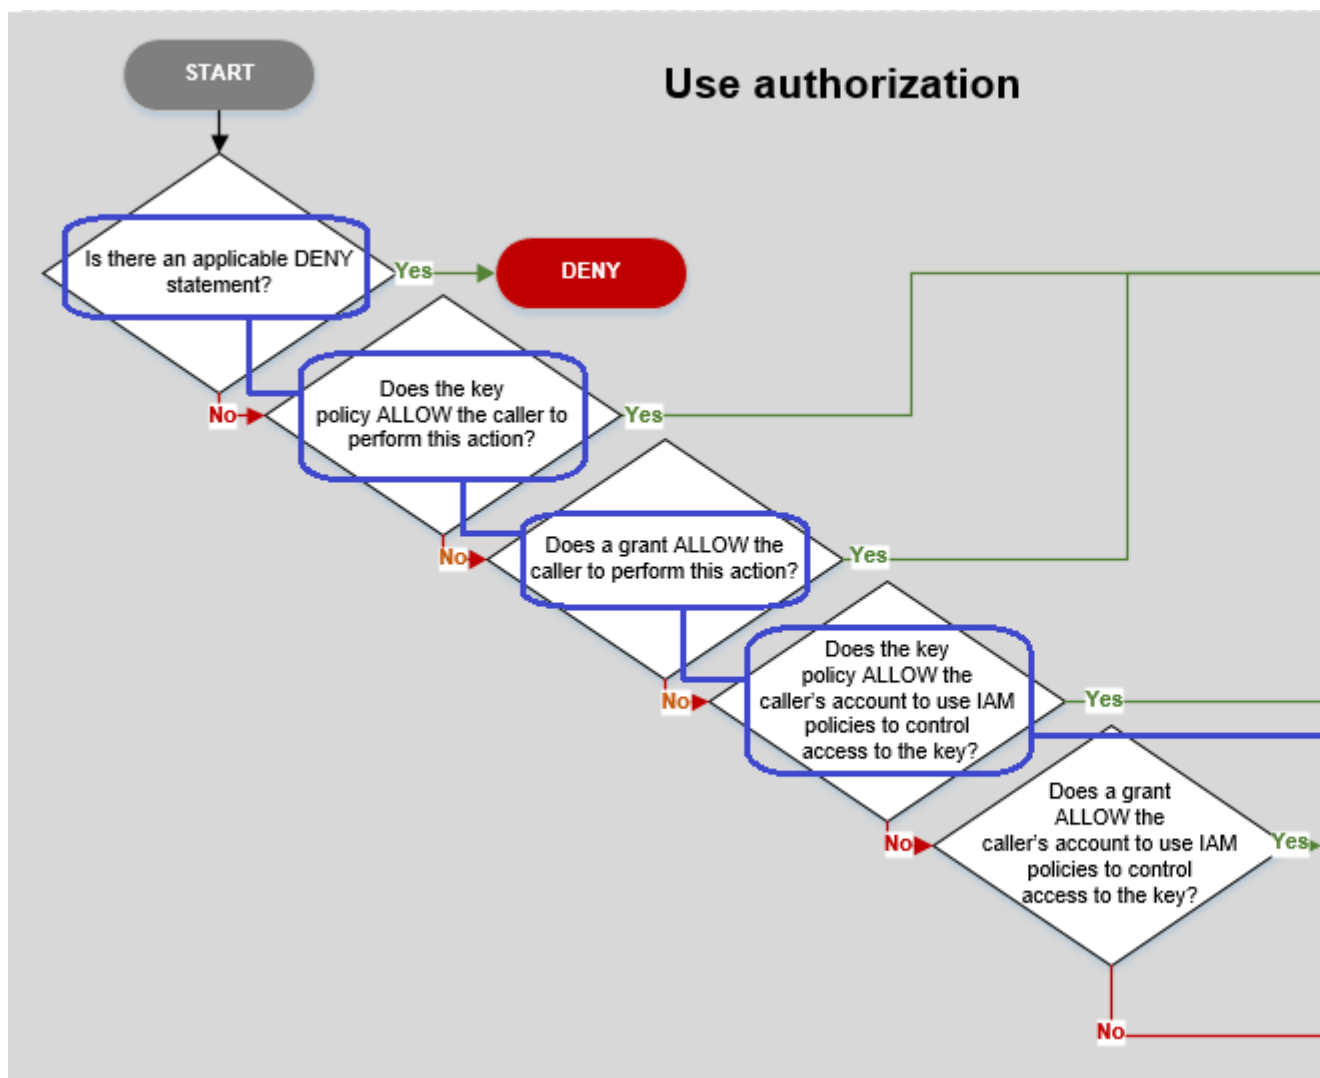 START
Use authorization
Is there an applicable DENY
statement?
Yes
DENY
Does the key
policy ALLOW the caller to
perform this action?
No
Yes
Does a grant ALLOW the
caller to perform this action?
No
Yes
Does the key
policy ALLOW the
caller's account to use IAM
policies to control
access to the key?
No
Yes
Does a grant
ALLOW the
caller's account to use IAM
policies to control
access to the key?
No
Yes
No